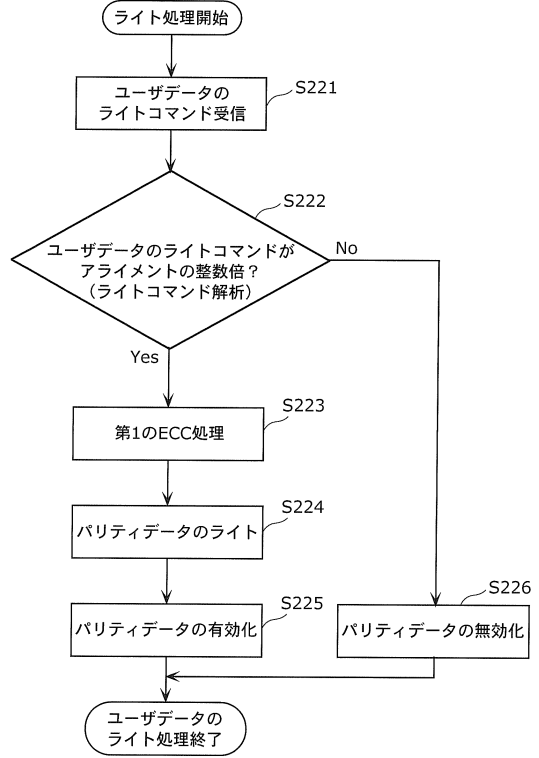 ライト処理開始
S221
ユーザデータの
ライトコマンド受信
S222
ユーザデータのライトコマンドが
アライメントの整数倍？
（ライトコマンド解析）
No
Yes
S223
第1のECC処理
S224
パリティデータのライト
S225
パリティデータの有効化
S226
パリティデータの無効化
ユーザデータの
ライト処理終了